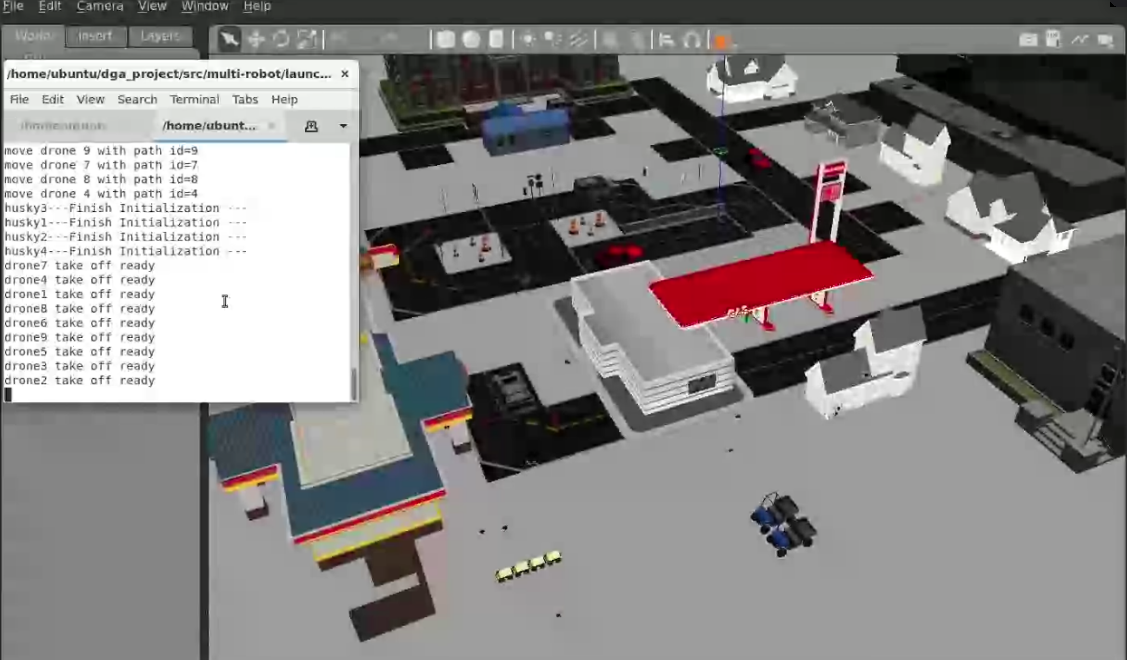 File Edit Camera View Window Help
World Insert Layers
/home/ubuntu/dga_project/src/multi-robot/launc... ×
File Edit View Search Terminal Tabs Help
/home/ubuntu /home/ubunt... ×
move drone 9 with path id=9
move drone 7 with path id=7
move drone 8 with path id=8
move drone 4 with path id=4
husky3---Finish Initialization ---
husky1---Finish Initialization ---
husky2---Finish Initialization ---
husky4---Finish Initialization ---
drone7 take off ready
drone4 take off ready
drone1 take off ready
drone8 take off ready
drone6 take off ready
drone9 take off ready
drone5 take off ready
drone3 take off ready
drone2 take off ready